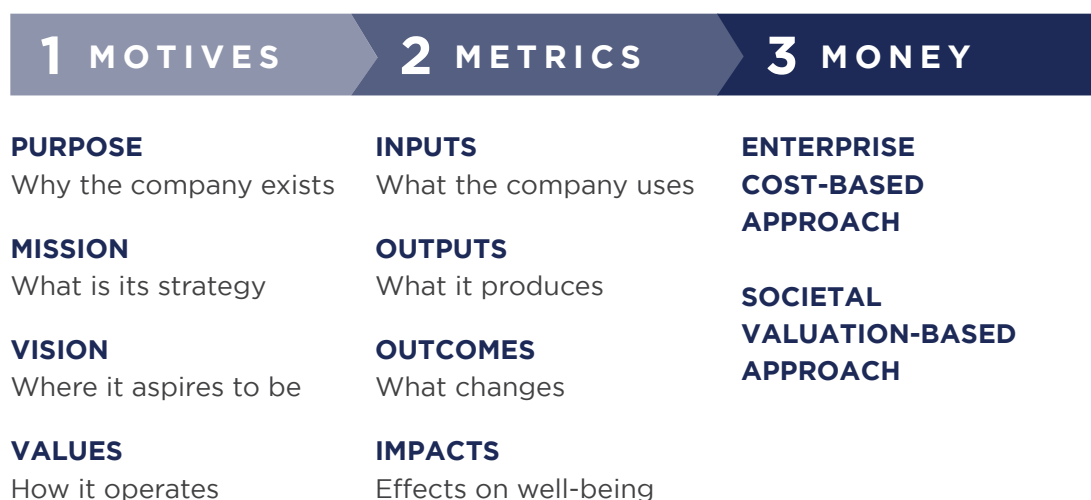 1 MOTIVES
2 METRICS
3 MONEY
PURPOSE
Why the company exists
MISSION
What is its strategy
VISION
Where it aspires to be
VALUES
How it operates
INPUTS
What the company uses
OUTPUTS
What it produces
OUTCOMES
What changes
IMPACTS
Effects on well-being
ENTERPRISE
COST-BASED
APPROACH
SOCIETAL
VALUATION-BASED
APPROACH